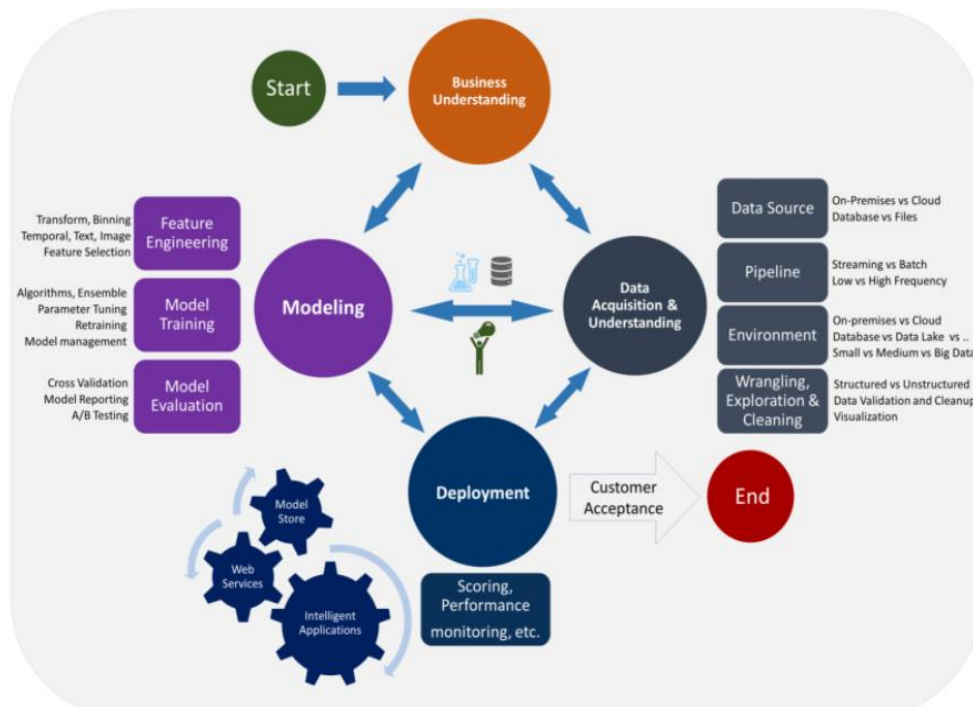 Start
Business
Understanding
Transform, Binning
Temporal, Text, Image
Feature Selection
Feature
Engineering
Algorithms, Ensemble
Parameter Tuning
Retraining
Model management
Model
Training
Cross Validation
Model Reporting
A/B Testing
Model
Evaluation
Modeling
Data
Acquisition &
Understanding
Data Source
On-Premises vs Cloud
Database vs Files
Pipeline
Streaming vs Batch
Low vs High Frequency
Environment
On-premises vs Cloud
Database vs Data Lake vs ..
Small vs Medium vs Big Data
Wrangling,
Exploration &
Cleaning
Structured vs Unstructured
Data Validation and Cleanup
Visualization
Deployment
Customer
Acceptance
End
Scoring,
Performance
monitoring, etc.
Model
Store
Web
Services
Intelligent
Applications